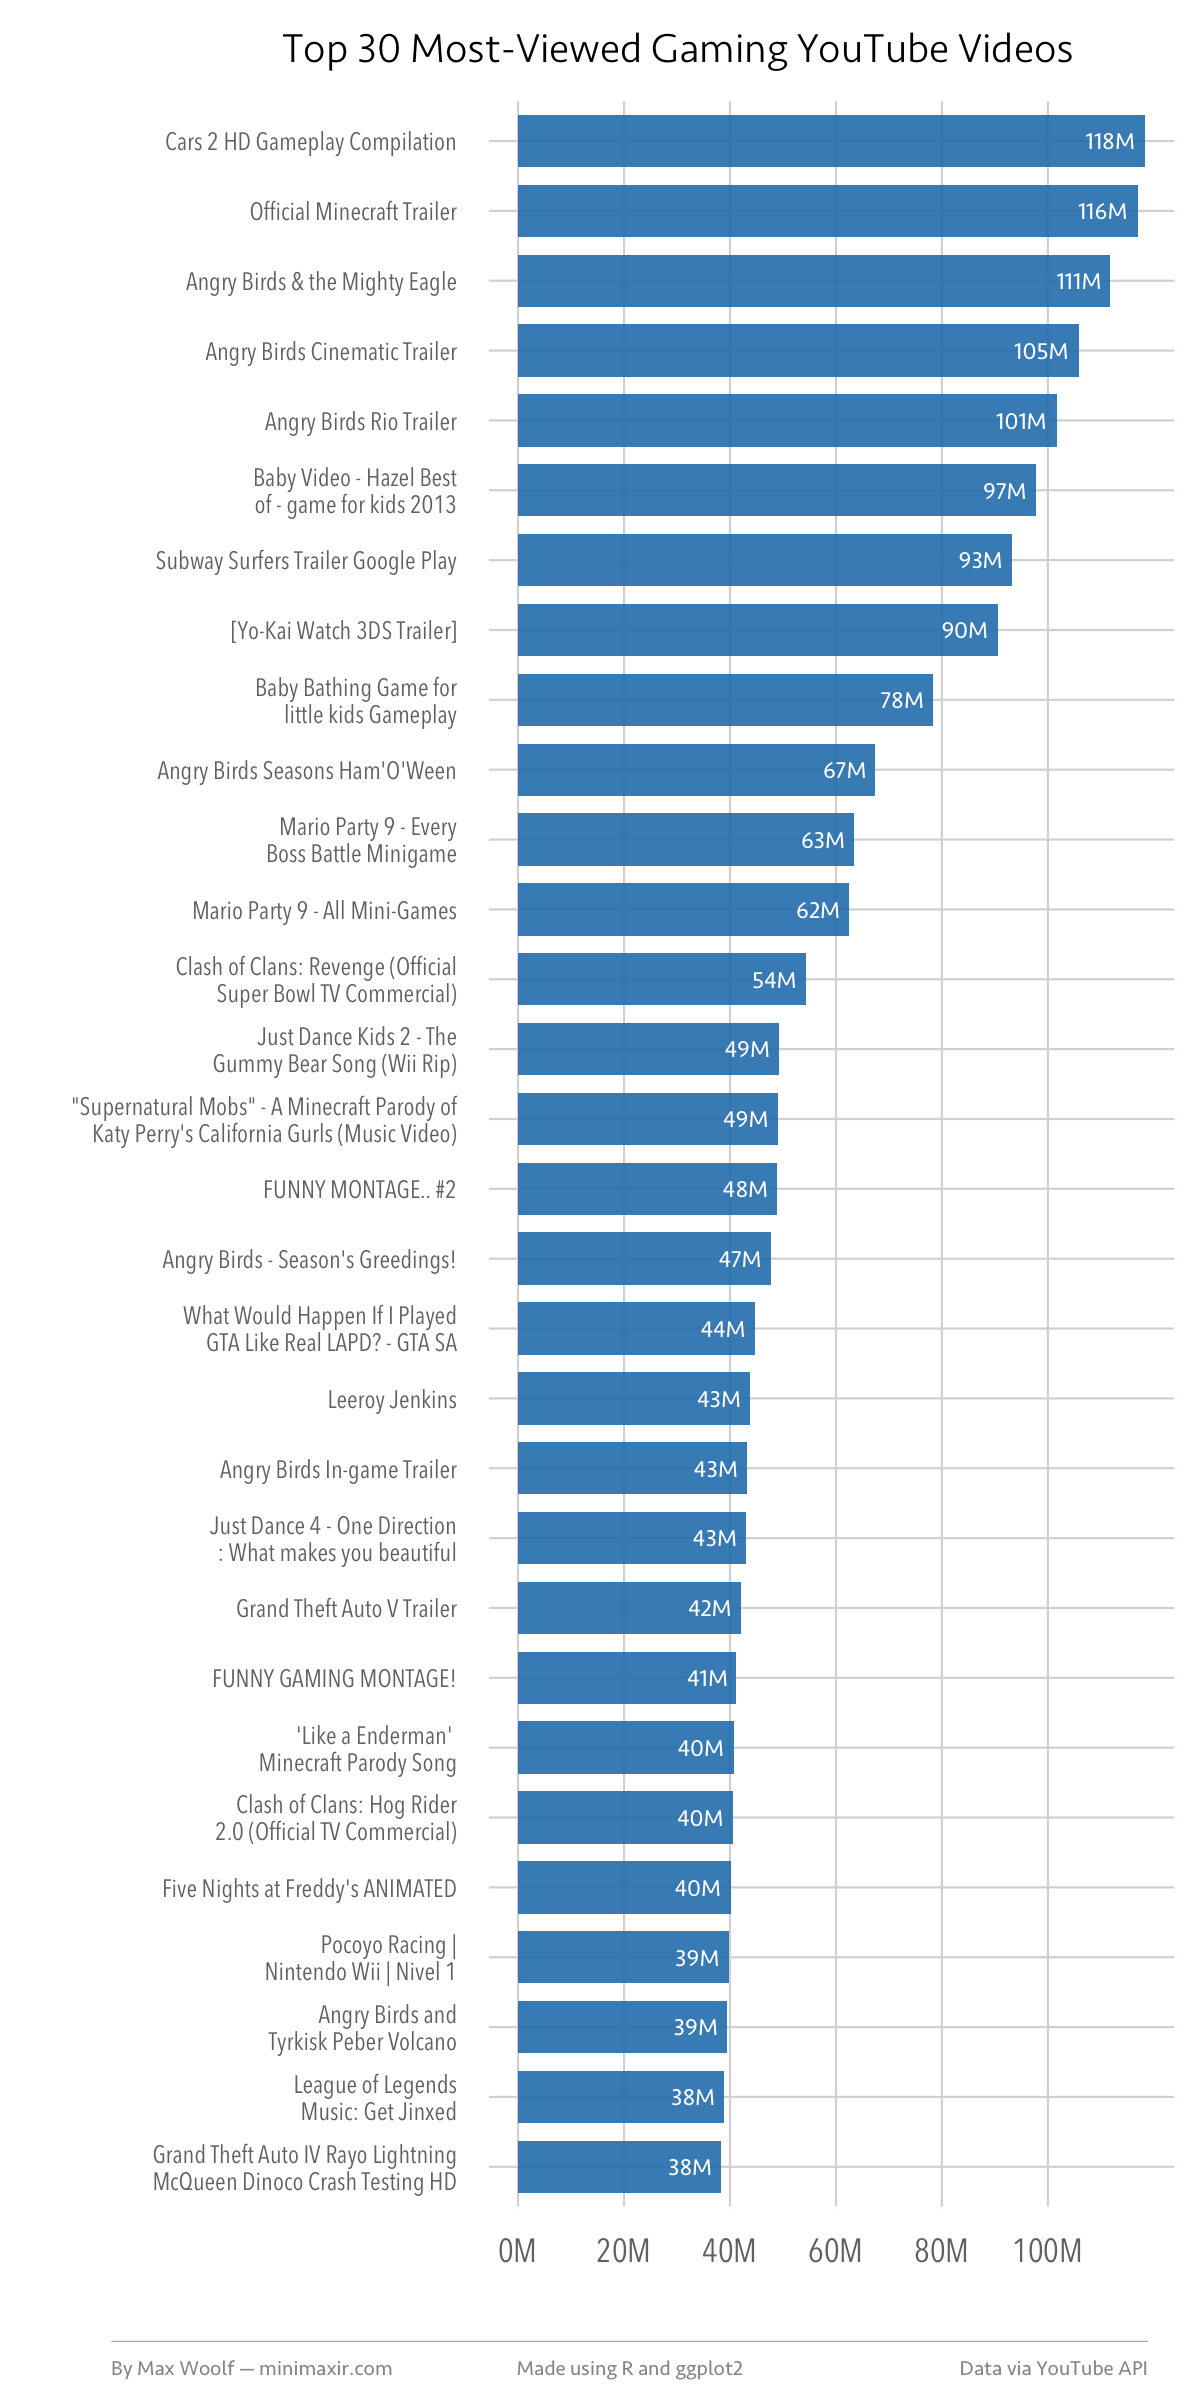 Top 30 Most-Viewed Gaming YouTube Videos
Cars 2 HD Gameplay Compilation
118M
Official Minecraft Trailer
116M
Angry Birds & the Mighty Eagle
111M
Angry Birds Cinematic Trailer
105M
Angry Birds Rio Trailer
101M
Baby Video - Hazel Best
of - game for kids 2013
97M
Subway Surfers Trailer Google Play
93M
[Yo-Kai Watch 3DS Trailer]
90M
Baby Bathing Game for
little kids Gameplay
78M
Angry Birds Seasons Ham'O'Ween
67M
Mario Party 9 - Every
Boss Battle Minigame
63M
Mario Party 9 - All Mini-Games
62M
Clash of Clans: Revenge (Official
Super Bowl TV Commercial)
54M
Just Dance Kids 2 - The
Gummy Bear Song (Wii Rip)
49M
"Supernatural Mobs" - A Minecraft Parody of
Katy Perry's California Gurls (Music Video)
49M
FUNNY MONTAGE.. #2
48M
Angry Birds - Season's Greedings!
47M
What Would Happen If I Played
GTA Like Real LAPD? - GTA SA
44M
Leeroy Jenkins
43M
Angry Birds In-game Trailer
43M
Just Dance 4 - One Direction
: What makes you beautiful
43M
Grand Theft Auto V Trailer
42M
FUNNY GAMING MONTAGE!
41M
'Like a Enderman'
Minecraft Parody Song
40M
Clash of Clans: Hog Rider
2.0 (Official TV Commercial)
40M
Five Nights at Freddy's ANIMATED
40M
Pocoyo Racing |
Nintendo Wii | Nivel 1
39M
Angry Birds and
Tyrkisk Peber Volcano
39M
League of Legends
Music: Get Jinxed
38M
Grand Theft Auto IV Rayo Lightning
McQueen Dinoco Crash Testing HD
38M
0M 20M 40M 60M 80M 100M
By Max Woolf — minimaxir.com
Made using R and ggplot2
Data via YouTube API